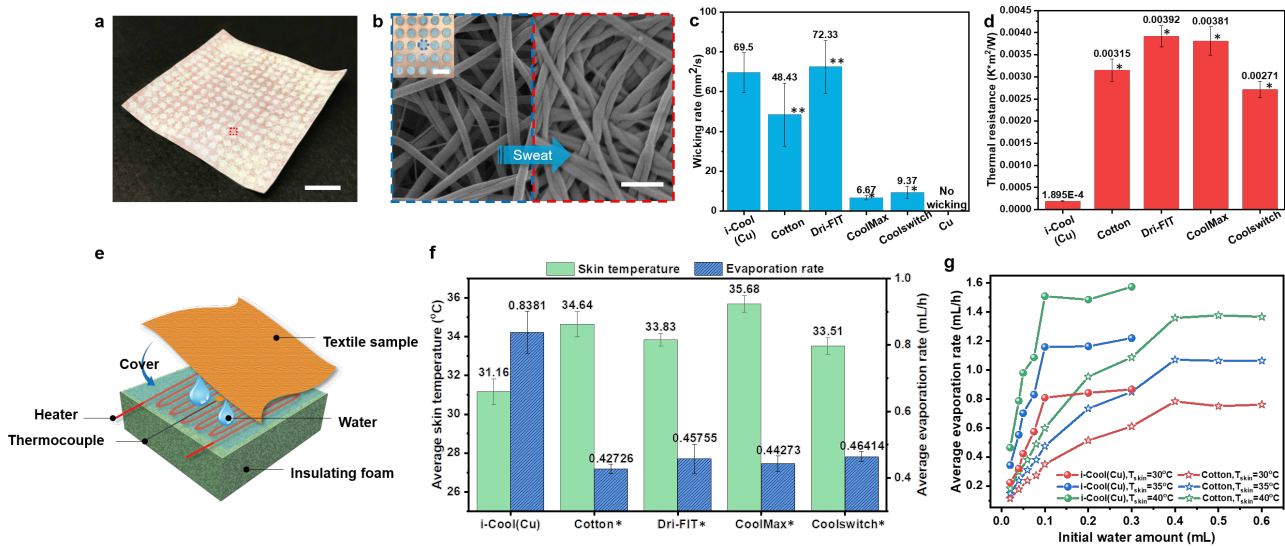 a
b
Sweat
c
Wicking rate (mm²/s)
100
80
60
40
20
0
69.5
48.43
**
72.33
**
6.67
*
9.37
*
No
wicking
i-Cool
(Cu)
Cotton
Dri-FIT
CoolMax
Coolswitch
Cu
d
Thermal resistance (K*m²/W)
0.0045
0.0040
0.0035
0.0030
0.0025
0.0020
0.0015
0.0010
0.0005
0.0000
1.895E-4
0.00315
*
0.00392
*
0.00381
*
0.00271
*
i-Cool
(Cu)
Cotton
Dri-FIT
CoolMax
Coolswitch
e
Cover
Textile sample
Heater
Water
Thermocouple
Insulating foam
f
Skin temperature
Evaporation rate
Average skin temperature (°C)
36
34
32
30
28
26
31.16
0.8381
34.64
0.42726
33.83
0.45755
35.68
0.44273
33.51
0.46414
i-Cool(Cu)
Cotton*
Dri-FIT*
CoolMax*
Coolswitch*
1.0
0.8
0.6
0.4
Average evaporation rate (mL/h)
g
Average evaporation rate (mL/h)
1.6
1.4
1.2
1.0
0.8
0.6
0.4
0.2
i-Cool(Cu),Tskin=30°C
Cotton,Tskin=30°C
i-Cool(Cu),Tskin=35°C
Cotton,Tskin=35°C
i-Cool(Cu),Tskin=40°C
Cotton,Tskin=40°C
0.0
0.1
0.2
0.3
0.4
0.5
0.6
Initial water amount (mL)